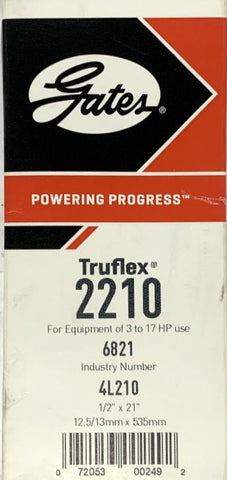 Gates®
POWERING PROGRESS™
Truflex®
2210
For Equipment of 3 to 17 HP use
6821
Industry Number
4L210
1/2" x 21"
12.5/13mm x 535mm
0 72053 00249 2